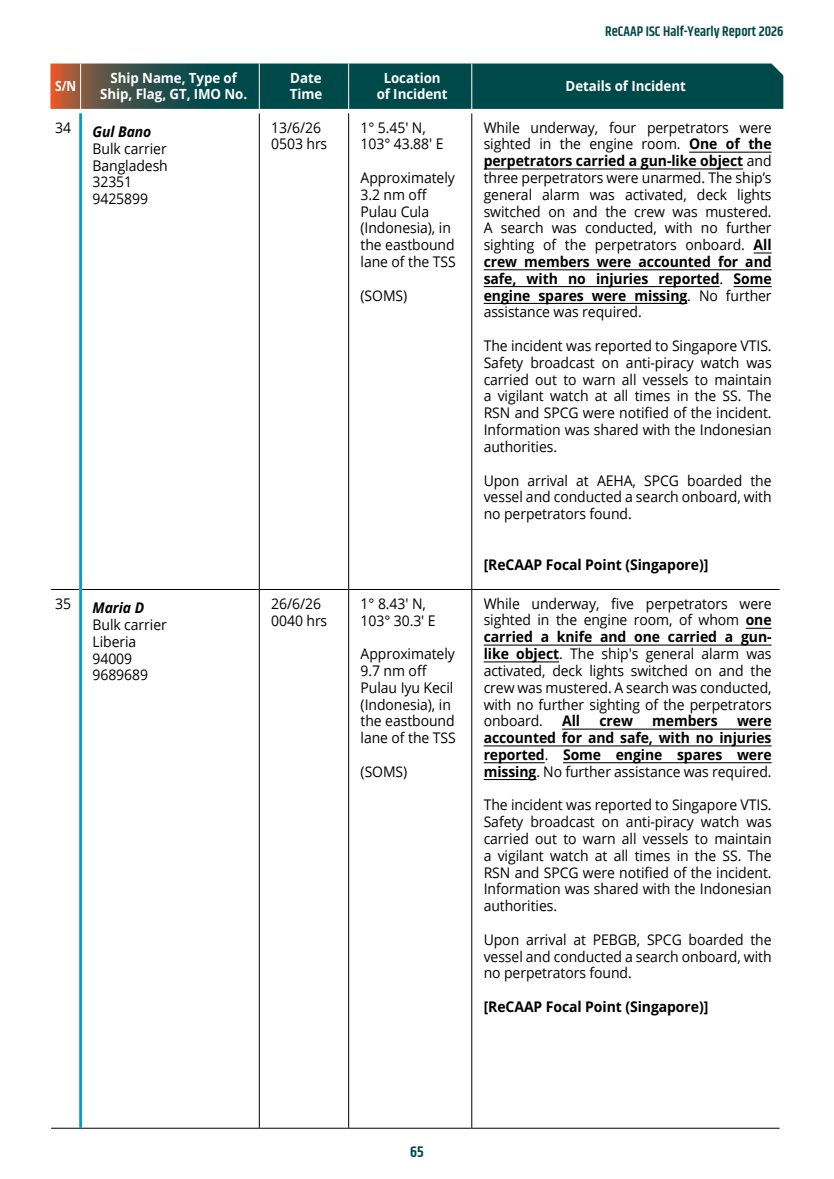 ReCAAP ISC Half-Yearly Report 2026
S/N
Ship Name, Type of
Ship, Flag, GT, IMO No.
Date
Time
Location
of Incident
Details of Incident
34
Gul Bano
Bulk carrier
Bangladesh
32351
9425899
13/6/26
0503 hrs
1° 5.45' N,
103° 43.88' E
Approximately
3.2 nm off
Pulau Cula
(Indonesia), in
the eastbound
lane of the TSS
(SOMS)
While underway, four perpetrators were
sighted in the engine room. One of the
perpetrators carried a gun-like object and
three perpetrators were unarmed. The ship's
general alarm was activated, deck lights
switched on and the crew was mustered.
A search was conducted, with no further
sighting of the perpetrators onboard. All
crew members were accounted for and
safe, with no injuries reported. Some
engine spares were missing. No further
assistance was required.
The incident was reported to Singapore VTIS.
Safety broadcast on anti-piracy watch was
carried out to warn all vessels to maintain
a vigilant watch at all times in the SS. The
RSN and SPCG were notified of the incident.
Information was shared with the Indonesian
authorities.
Upon arrival at AEHA, SPCG boarded the
vessel and conducted a search onboard, with
no perpetrators found.
[ReCAAP Focal Point (Singapore)]
35
Maria D
Bulk carrier
Liberia
94009
9689689
26/6/26
0040 hrs
1° 8.43' N,
103° 30.3' E
Approximately
9.7 nm off
Pulau Iyu Kecil
(Indonesia), in
the eastbound
lane of the TSS
(SOMS)
While underway, five perpetrators were
sighted in the engine room, of whom one
carried a knife and one carried a gun-
like object. The ship's general alarm was
activated, deck lights switched on and the
crew was mustered. A search was conducted,
with no further sighting of the perpetrators
onboard. All crew members were
accounted for and safe, with no injuries
reported. Some engine spares were
missing. No further assistance was required.
The incident was reported to Singapore VTIS.
Safety broadcast on anti-piracy watch was
carried out to warn all vessels to maintain
a vigilant watch at all times in the SS. The
RSN and SPCG were notified of the incident.
Information was shared with the Indonesian
authorities.
Upon arrival at PEBGB, SPCG boarded the
vessel and conducted a search onboard, with
no perpetrators found.
[ReCAAP Focal Point (Singapore)]
65